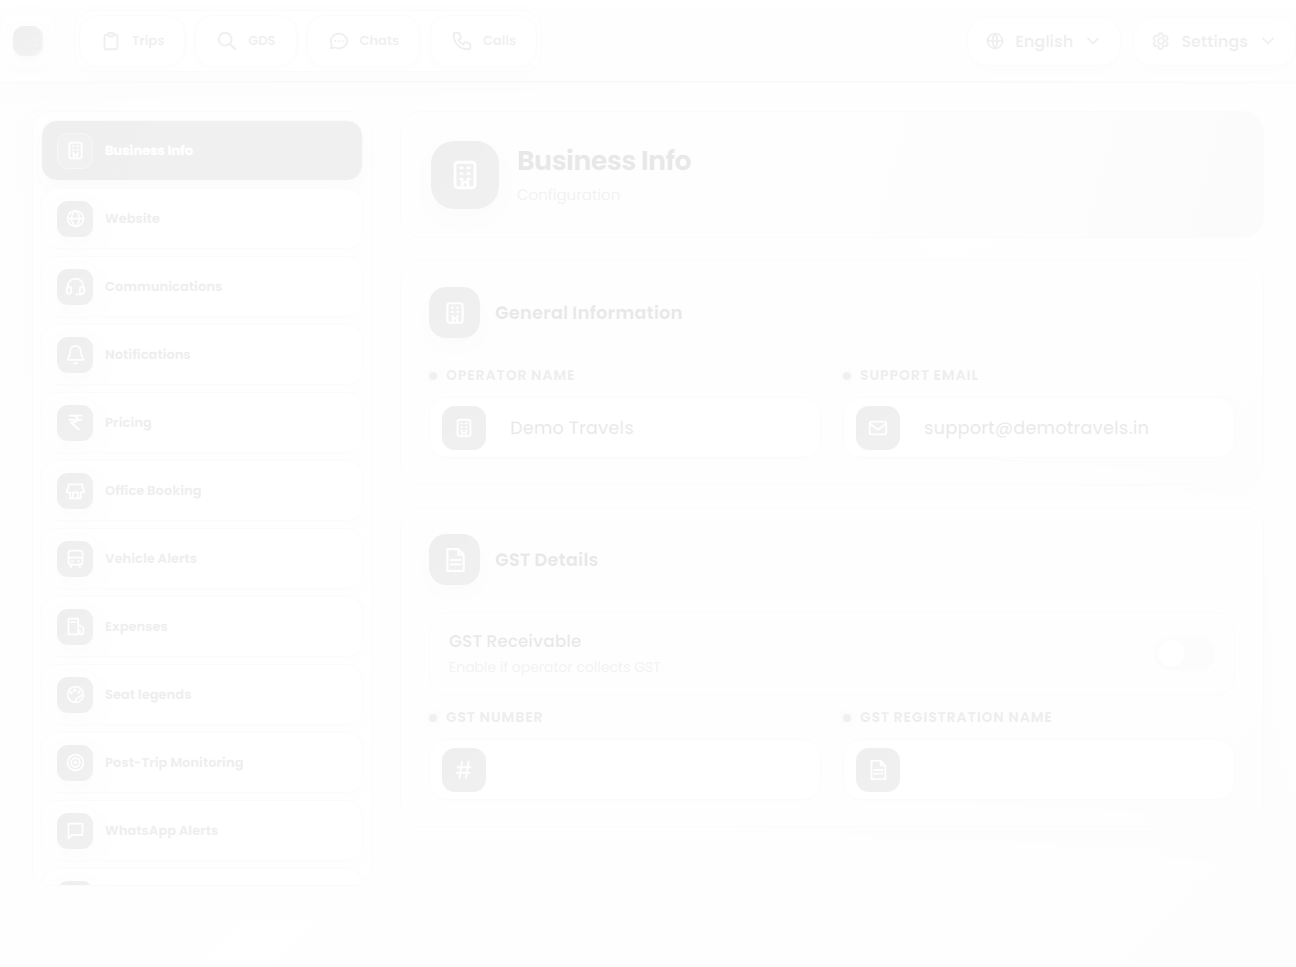 Trips
GDS
Chats
Calls
English
Settings
Business Info
Website
Communications
Notifications
Pricing
Office Booking
Vehicle Alerts
Expenses
Seat legends
Post-Trip Monitoring
WhatsApp Alerts
Business Info
Configuration
General Information
OPERATOR NAME
Demo Travels
SUPPORT EMAIL
support@demotravels.in
GST Details
GST Receivable
Enable if operator collects GST
GST NUMBER
GST REGISTRATION NAME